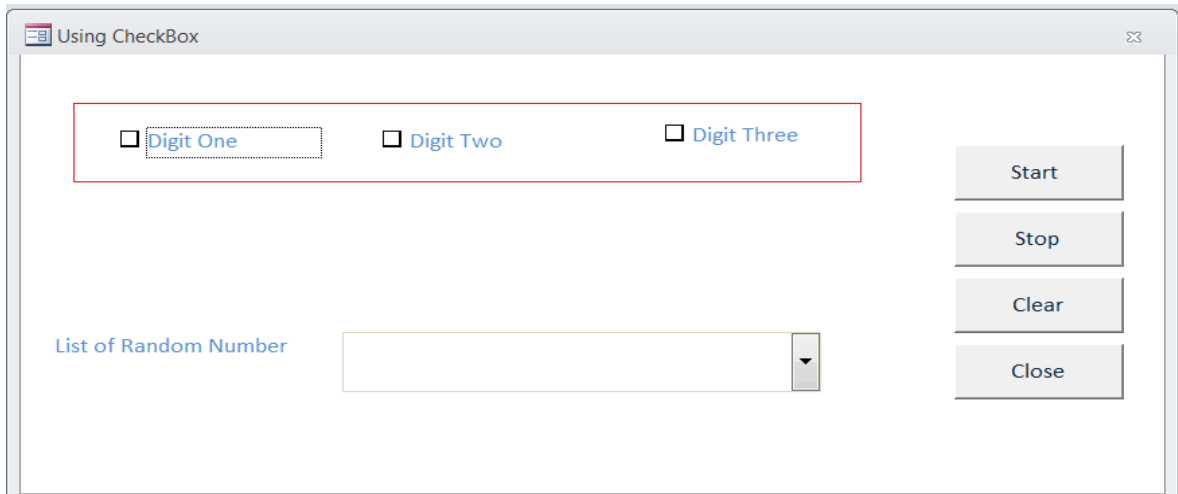 Using CheckBox
Digit One Digit Two Digit Three
Start
Stop
Clear
List of Random Number
Close